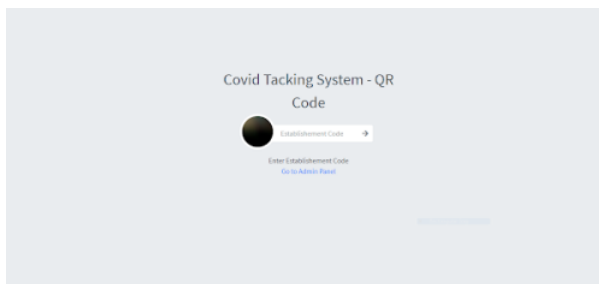 Covid Tacking System - QR
Code
Establishement Code
Enter Establishement Code
Go to Admin Panel